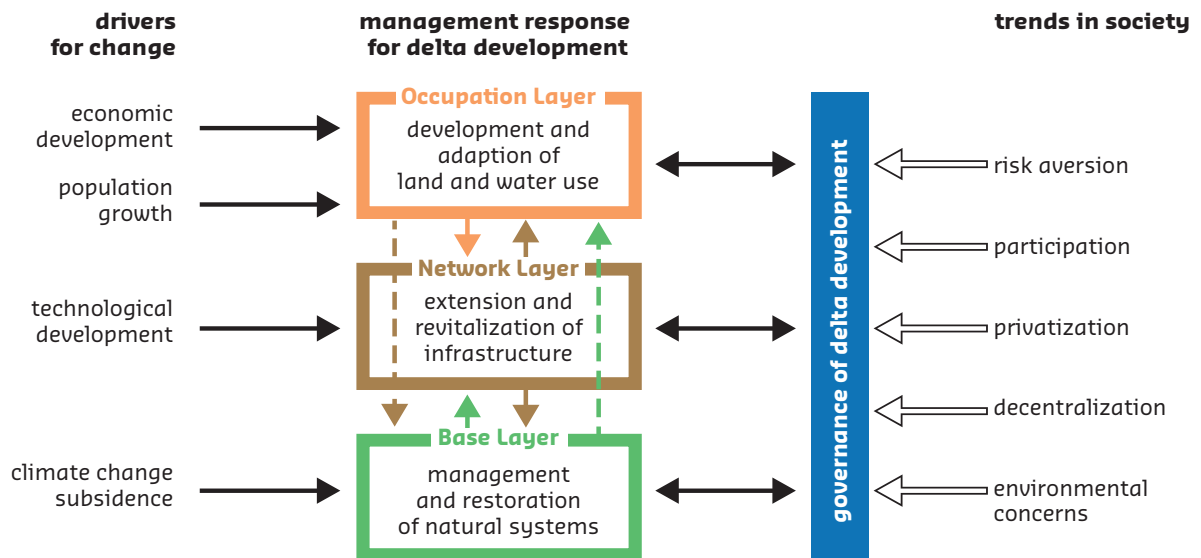 drivers
for change
management response
for delta development
trends in society
economic
development
population
growth
technological
development
climate change
subsidence
Occupation Layer
development and
adaption of
land and water use
Network Layer
extension and
revitalization of
infrastructure
Base Layer
management
and restoration
of natural systems
governance of delta development
risk aversion
participation
privatization
decentralization
environmental
concerns